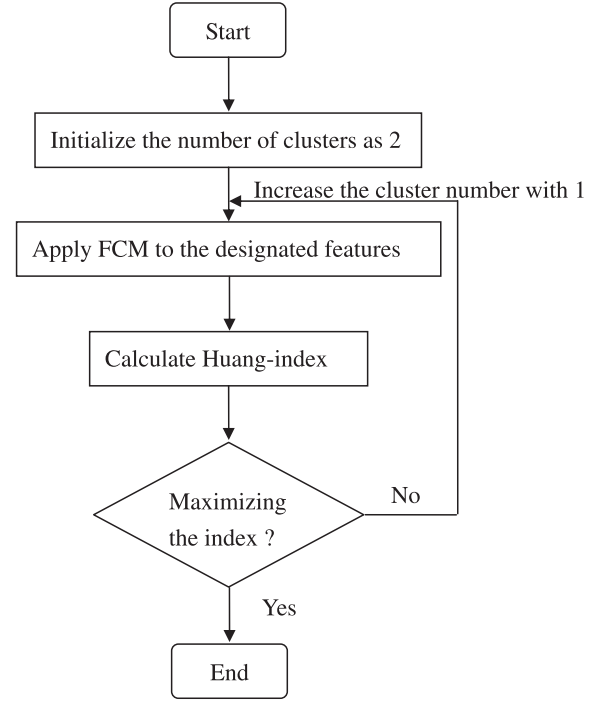 Start
Initialize the number of clusters as 2
Increase the cluster number with 1
Apply FCM to the designated features
Calculate Huang-index
Maximizing
the index ?
No
Yes
End